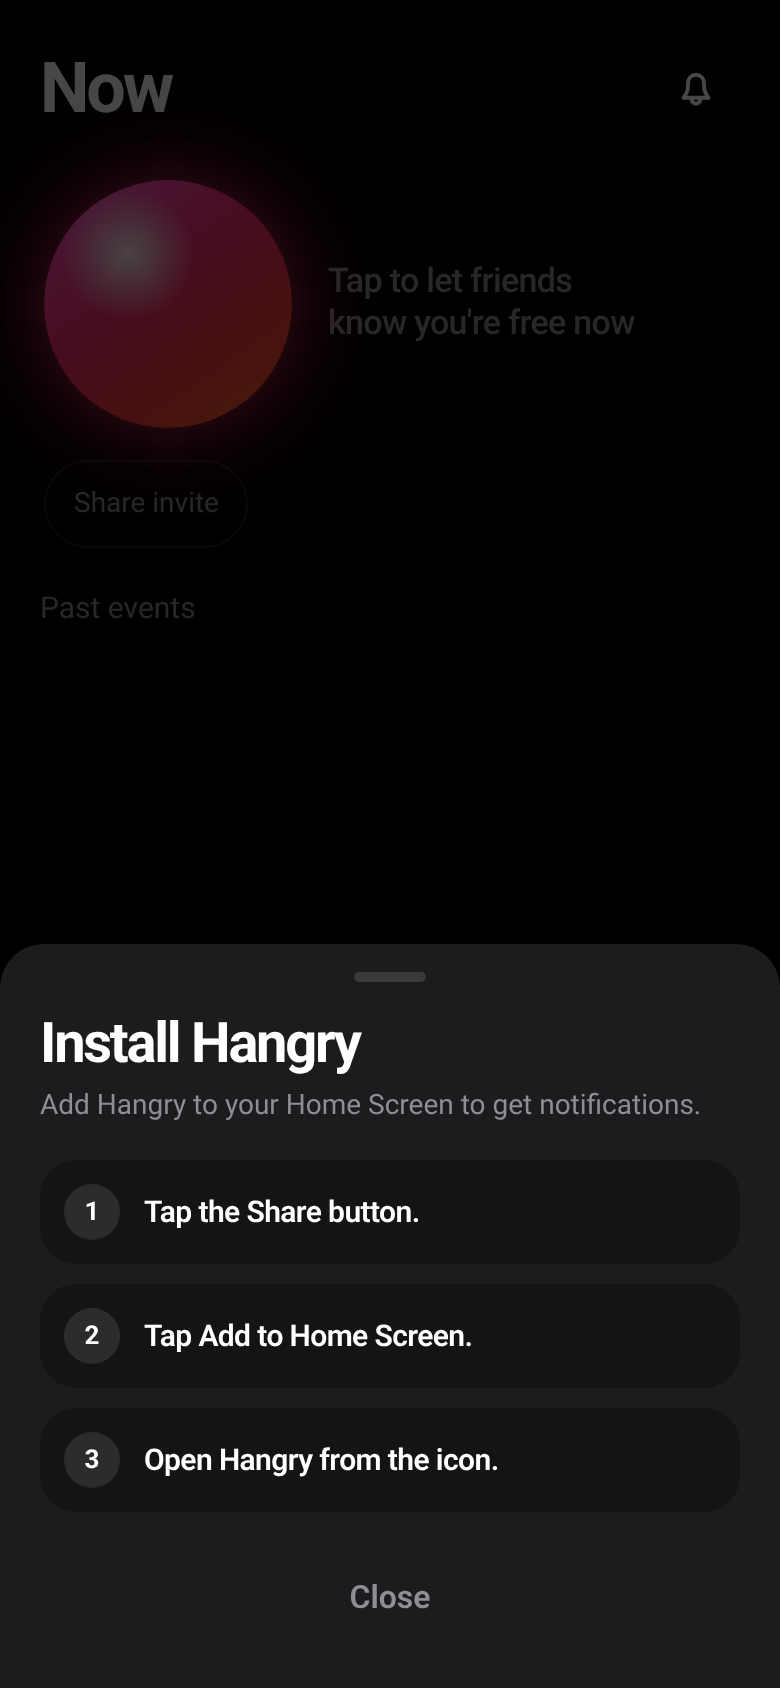 Now
Tap to let friends
know you're free now
Share invite
Past events
Install Hangry
Add Hangry to your Home Screen to get notifications.
1 Tap the Share button.
2 Tap Add to Home Screen.
3 Open Hangry from the icon.
Close